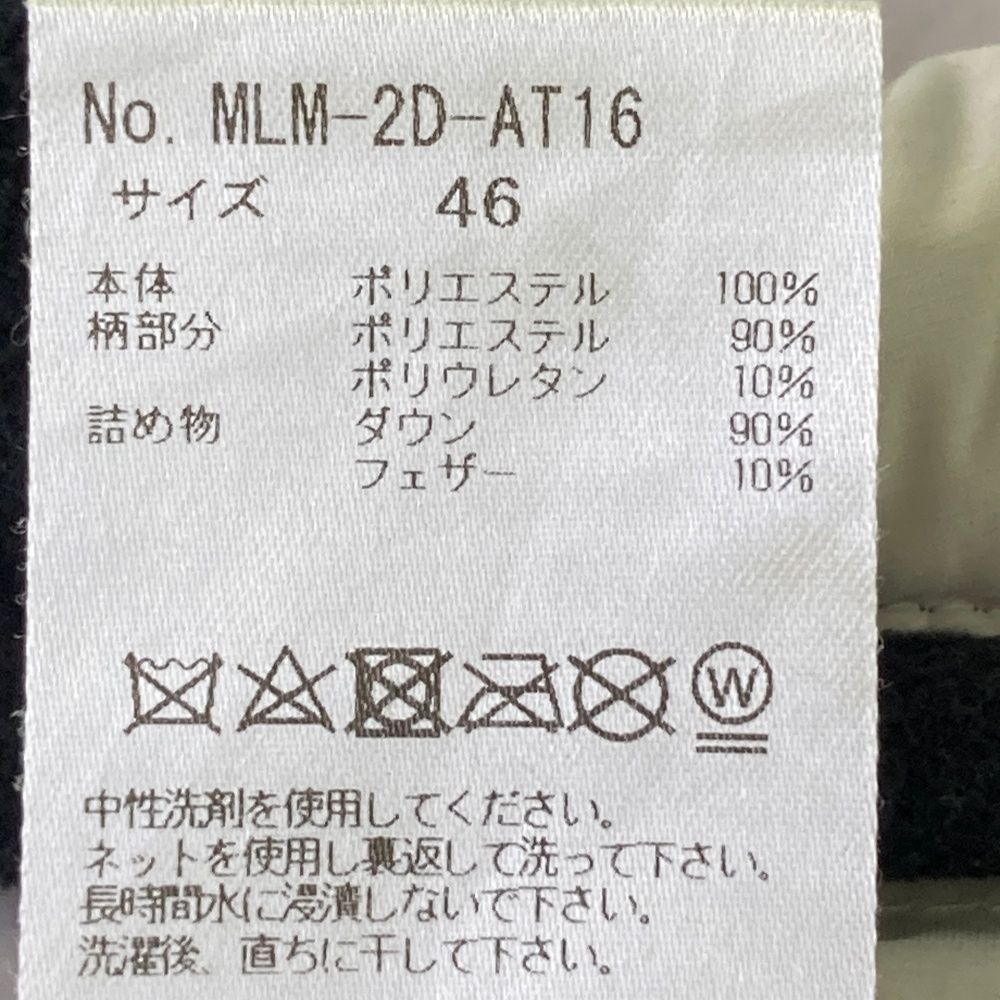 No. MLM-2D-AT16
サイズ 46
本体 ポリエステル 100%
柄部分 ポリエステル 90%
ポリウレタン 10%
詰め物 ダウン 90%
フェザー 10%
W
中性洗剤を使用してください。
ネットを使用し裏返して洗って下さい。
長時間水に浸漬しないで下さい。
洗濯後、直ちに干して下さい。